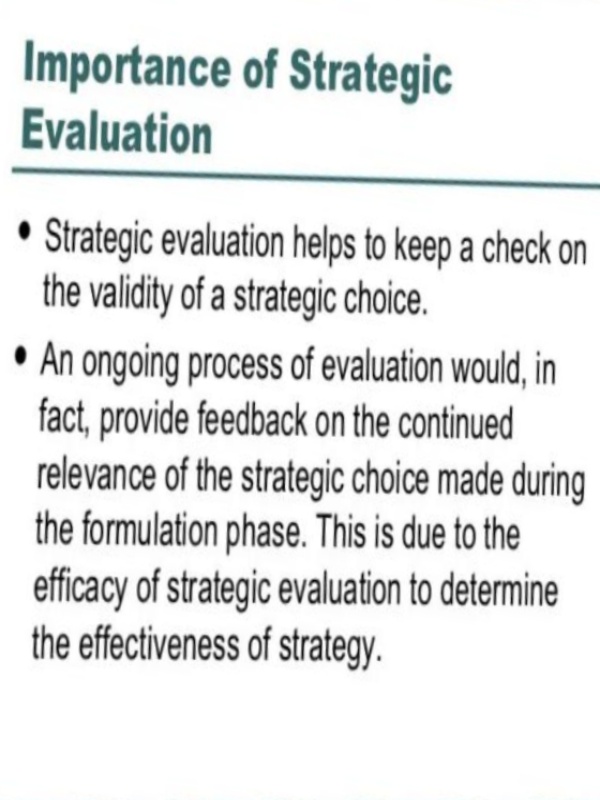 Importance of Strategic
Evaluation
• Strategic evaluation helps to keep a check on
the validity of a strategic choice.
• An ongoing process of evaluation would, in
fact, provide feedback on the continued
relevance of the strategic choice made during
the formulation phase. This is due to the
efficacy of strategic evaluation to determine
the effectiveness of strategy.